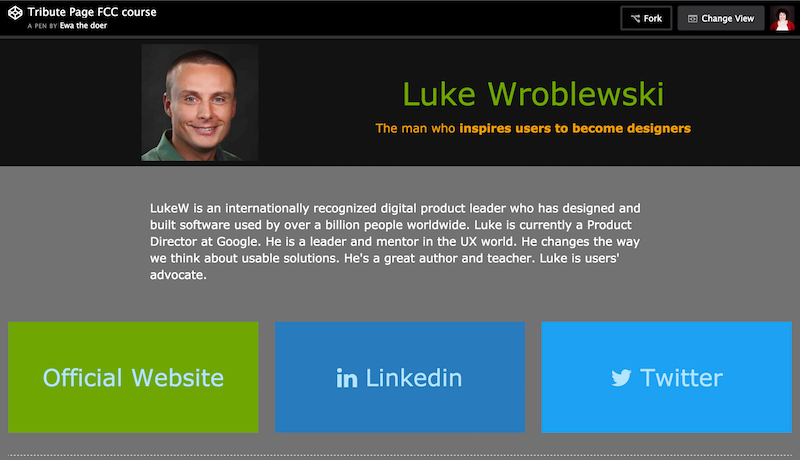 Tribute Page FCC course
A PEN BY Ewa the doer
Fork
Change View
Luke Wroblewski
The man who inspires users to become designers
LukeW is an internationally recognized digital product leader who has designed and
built software used by over a billion people worldwide. Luke is currently a Product
Director at Google. He is a leader and mentor in the UX world. He changes the way
we think about usable solutions. He's a great author and teacher. Luke is users'
advocate.
Official Website
Linkedin
Twitter